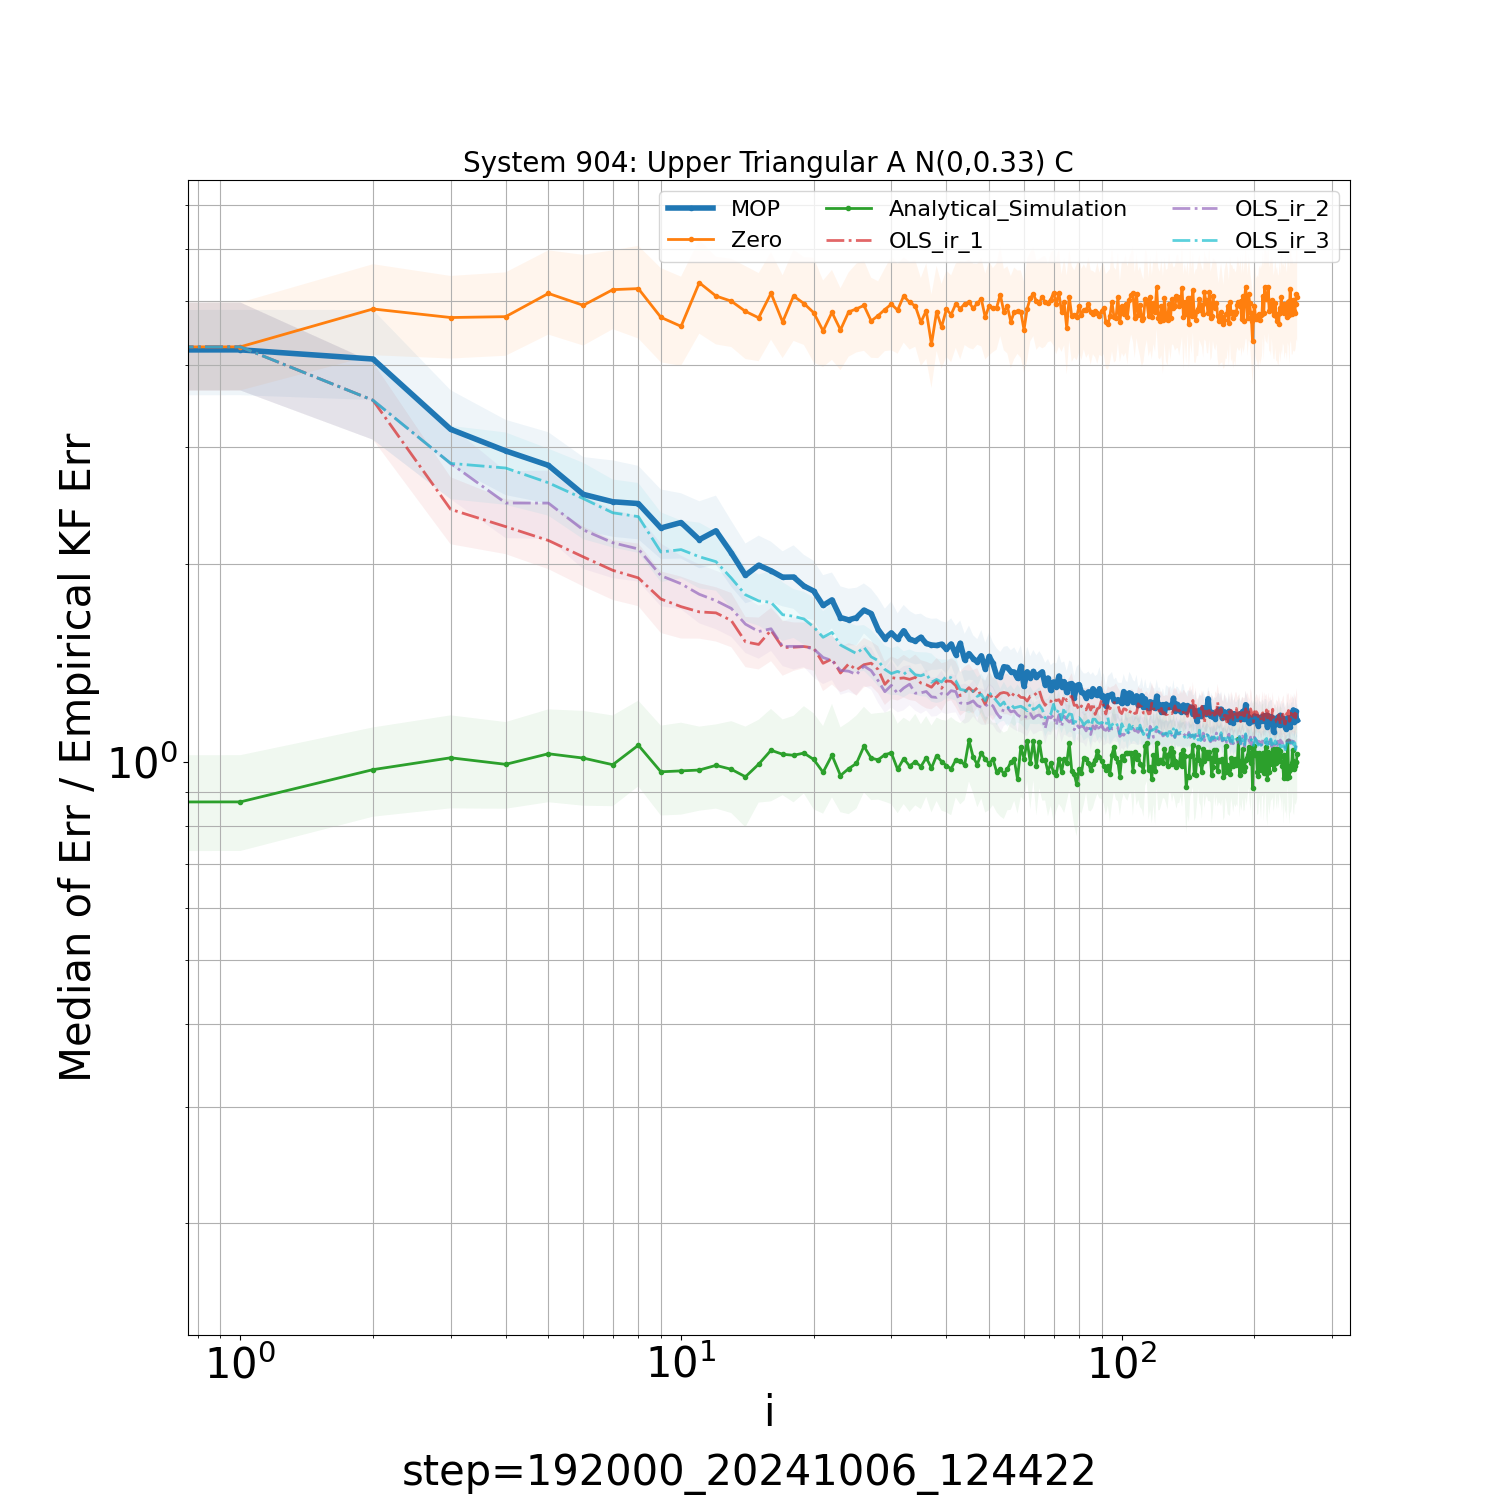 System 904: Upper Triangular A N(0,0.33) C
MOP
Zero
Analytical_Simulation
OLS_ir_1
OLS_ir_2
OLS_ir_3
Median of Err / Empirical KF Err
10⁰
10⁰ 10¹ 10²
i
step=192000_20241006_124422